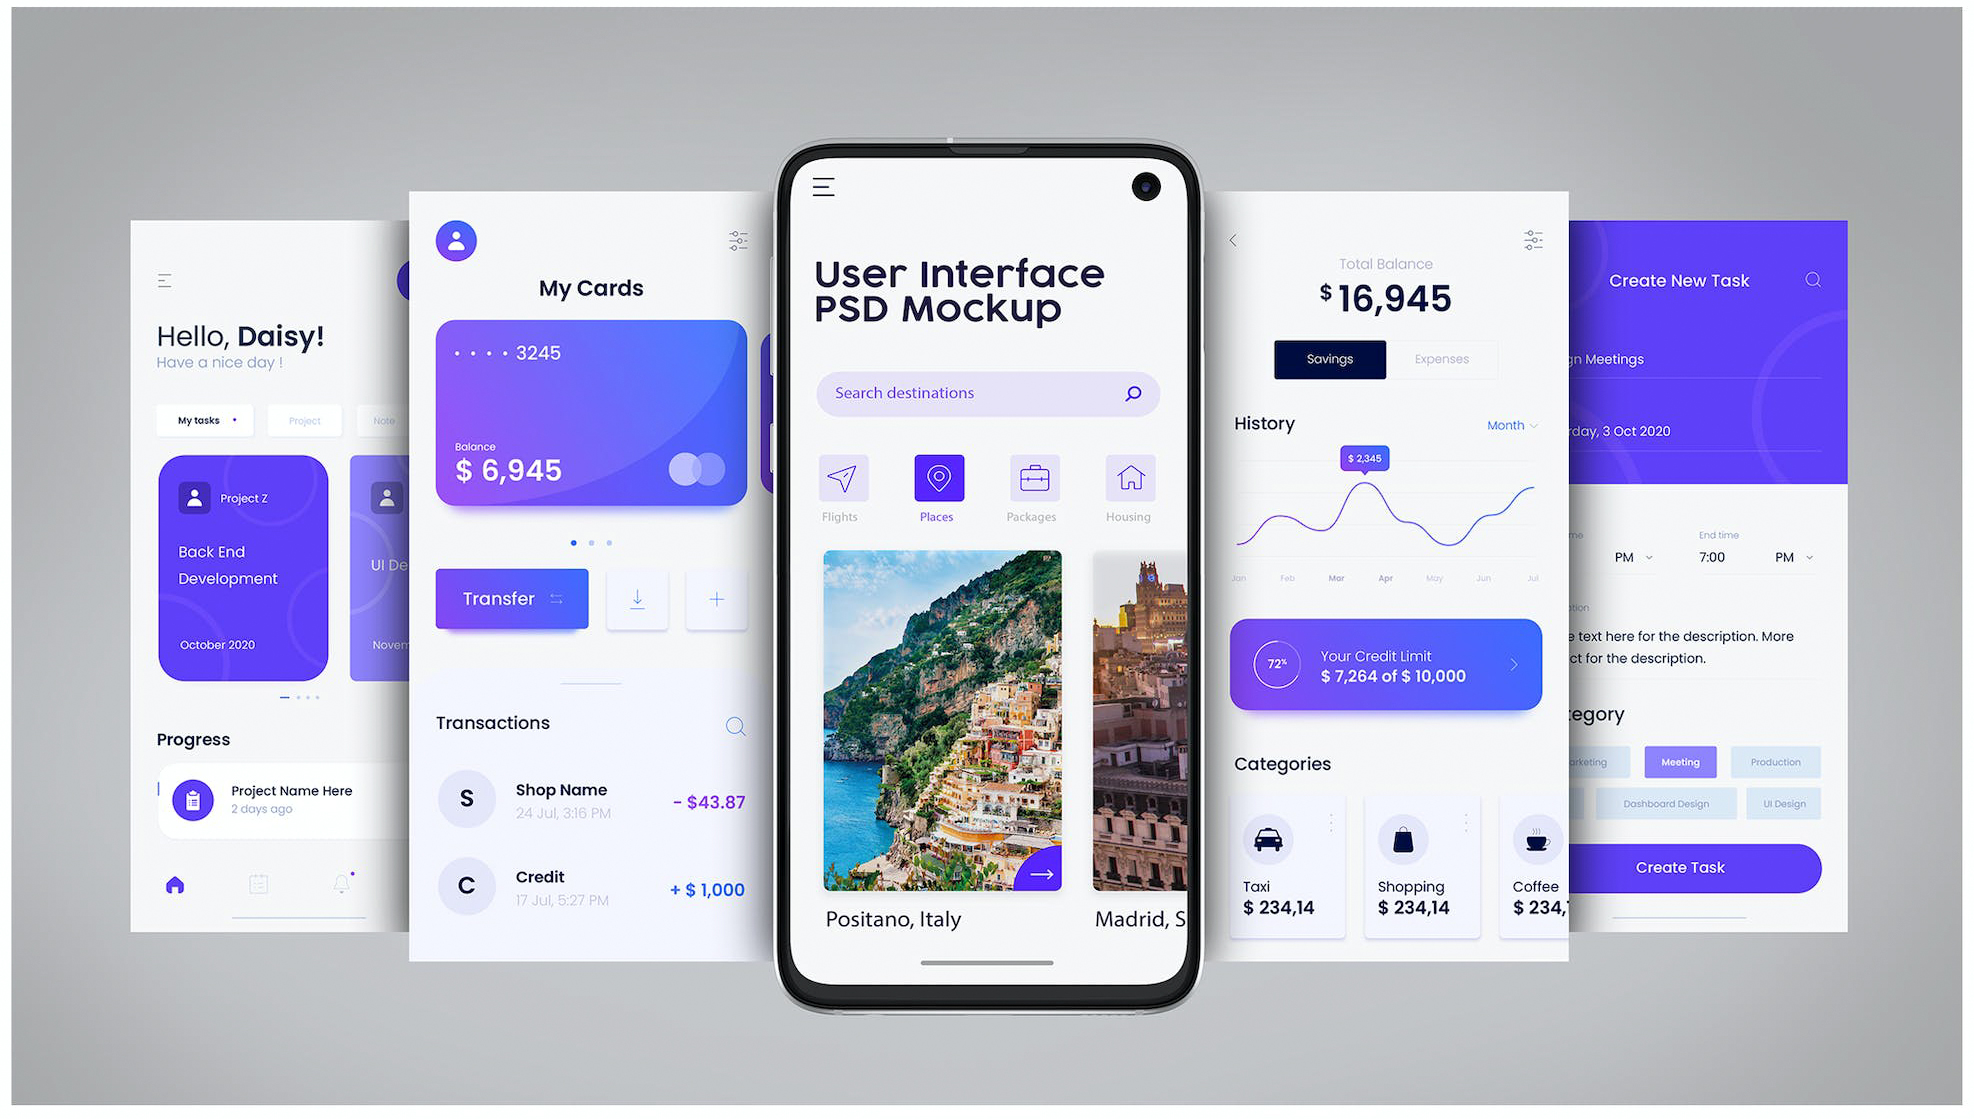 Hello, Daisy!
Have a nice day !
My tasks
Project
Note
Project Z
Back End
Development
October 2020
UI De
Novem
Progress
Project Name Here
2 days ago
My Cards
3245
Balance
$ 6,945
Transfer
Transactions
S
Shop Name
24 Jul, 3:16 PM
- $43.87
C
Credit
17 Jul, 5:27 PM
+ $ 1,000
User Interface
PSD Mockup
Search destinations
Flights
Places
Packages
Housing
Positano, Italy
Madrid, S
Total Balance
$ 16,945
Savings
Expenses
History
Month
$ 2,345
Jan
Feb
Mar
Apr
May
Jun
Jul
72%
Your Credit Limit
$ 7,264 of $ 10,000
Categories
Taxi
$ 234,14
Shopping
$ 234,14
Coffee
$ 234,
Create New Task
gn Meetings
rday, 3 Oct 2020
me
PM
End time
7:00
PM
tion
e text here for the description. More
ct for the description.
tegory
arketing
Meeting
Production
Dashboard Design
UI Design
Create Task